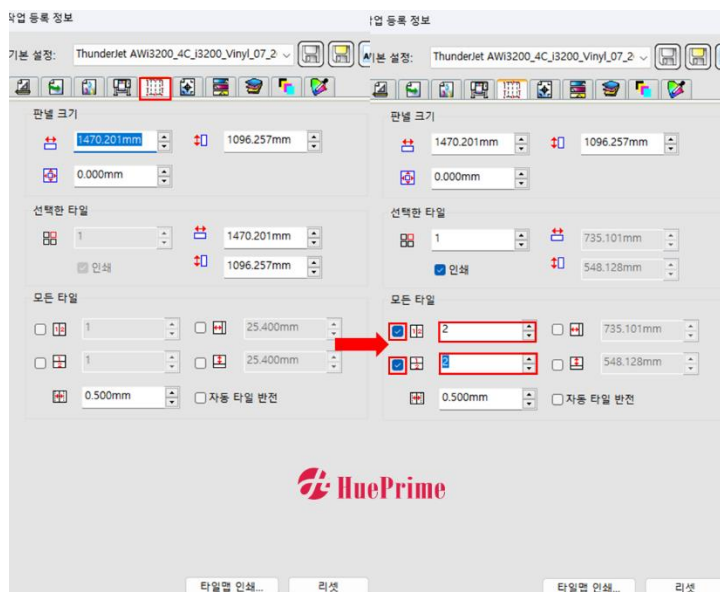 작업 등록 정보
기본 설정: ThunderJet AWi3200_4C_i3200_Vinyl_07_2
판넬 크기
1470.201mm 1096.257mm
0.000mm
선택한 타일
1 1470.201mm
인쇄 1096.257mm
모든 타일
1 25.400mm
1 25.400mm
0.500mm 자동 타일 반전
타일맵 인쇄... 리셋
작업 등록 정보
기본 설정: ThunderJet AWi3200_4C_i3200_Vinyl_07_2
판넬 크기
1470.201mm 1096.257mm
0.000mm
선택한 타일
1 735.101mm
인쇄 548.128mm
모든 타일
2 735.101mm
2 548.128mm
0.500mm 자동 타일 반전
타일맵 인쇄... 리셋
HuePrime